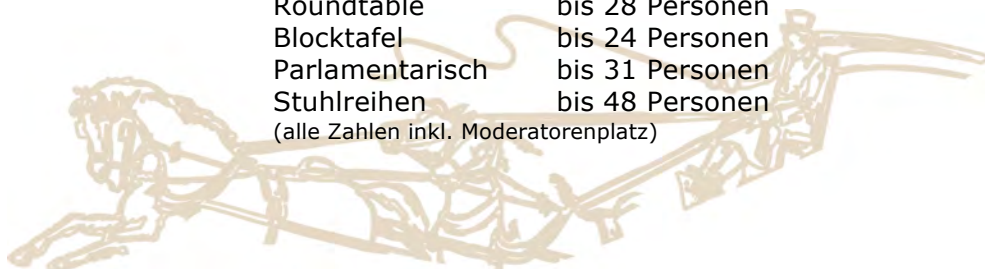 Roundtable bis 28 Personen
Blocktafel bis 24 Personen
Parlamentarisch bis 31 Personen
Stuhlreihen bis 48 Personen
(alle Zahlen inkl. Moderatorenplatz)